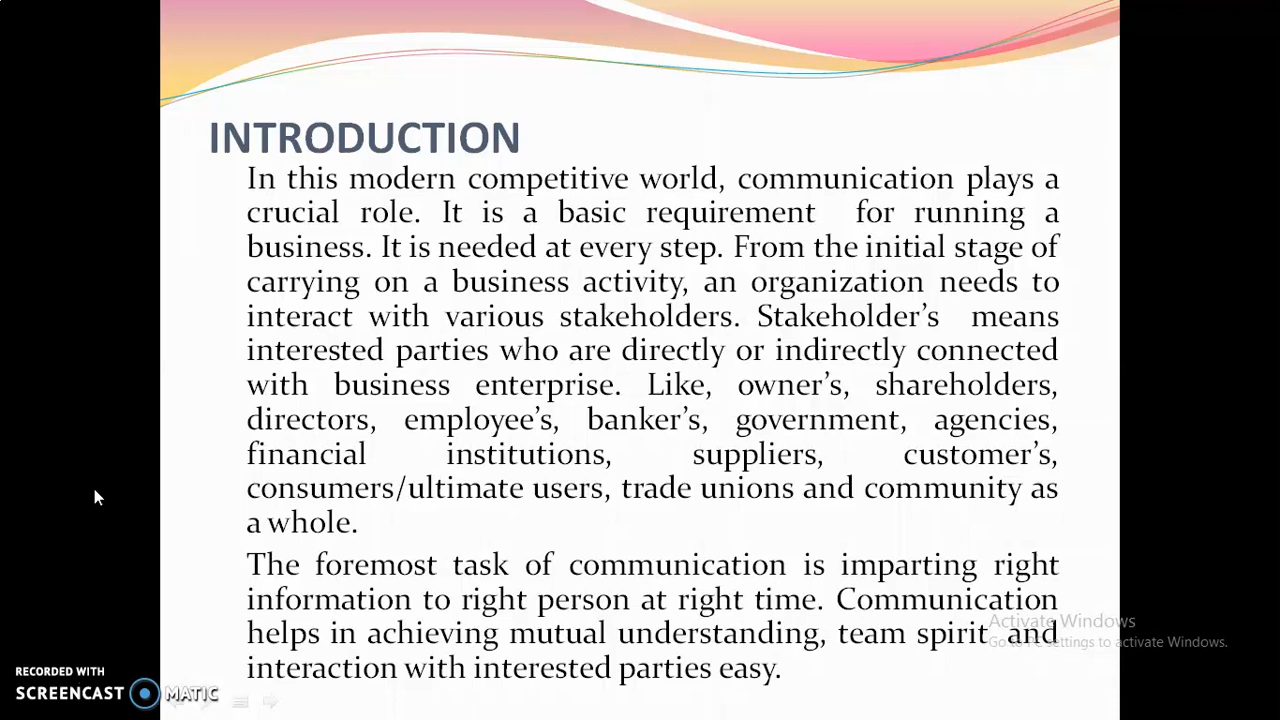 INTRODUCTION
In this modern competitive world, communication plays a
crucial role. It is a basic requirement for running a
business. It is needed at every step. From the initial stage of
carrying on a business activity, an organization needs to
interact with various stakeholders. Stakeholder’s means
interested parties who are directly or indirectly connected
with business enterprise. Like, owner’s, shareholders,
directors, employee’s, banker’s, government, agencies,
financial institutions, suppliers, customer’s,
consumers/ultimate users, trade unions and community as
a whole.
The foremost task of communication is imparting right
information to right person at right time. Communication
helps in achieving mutual understanding, team spirit and
interaction with interested parties easy.
Activate Windows
Go to PC settings to activate Windows.
RECORDED WITH
SCREENCAST MATIC